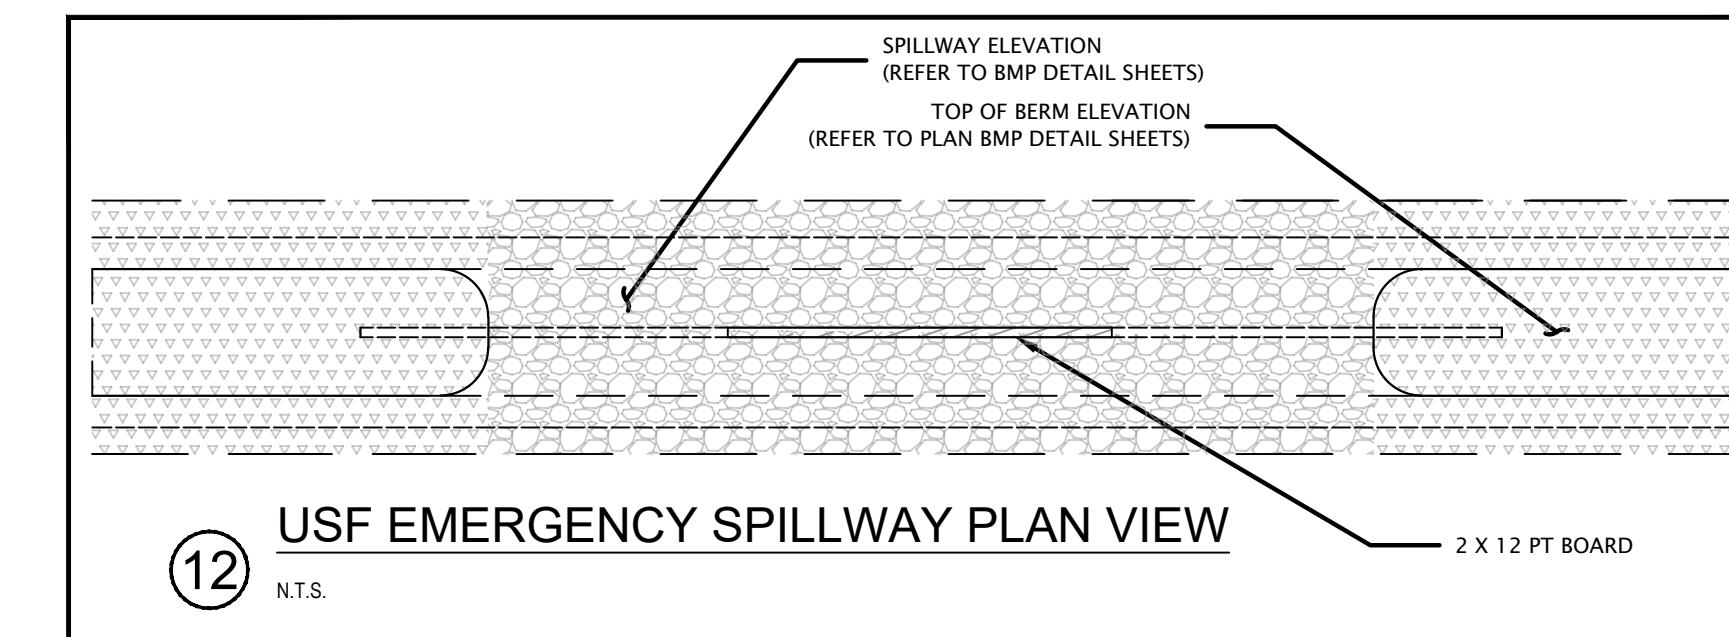 SPILLWAY ELEVATION
(REFER TO BMP DETAIL SHEETS)
TOP OF BERM ELEVATION
(REFER TO PLAN BMP DETAIL SHEETS)
2 X 12 PT BOARD
12
USF EMERGENCY SPILLWAY PLAN VIEW
N.T.S.